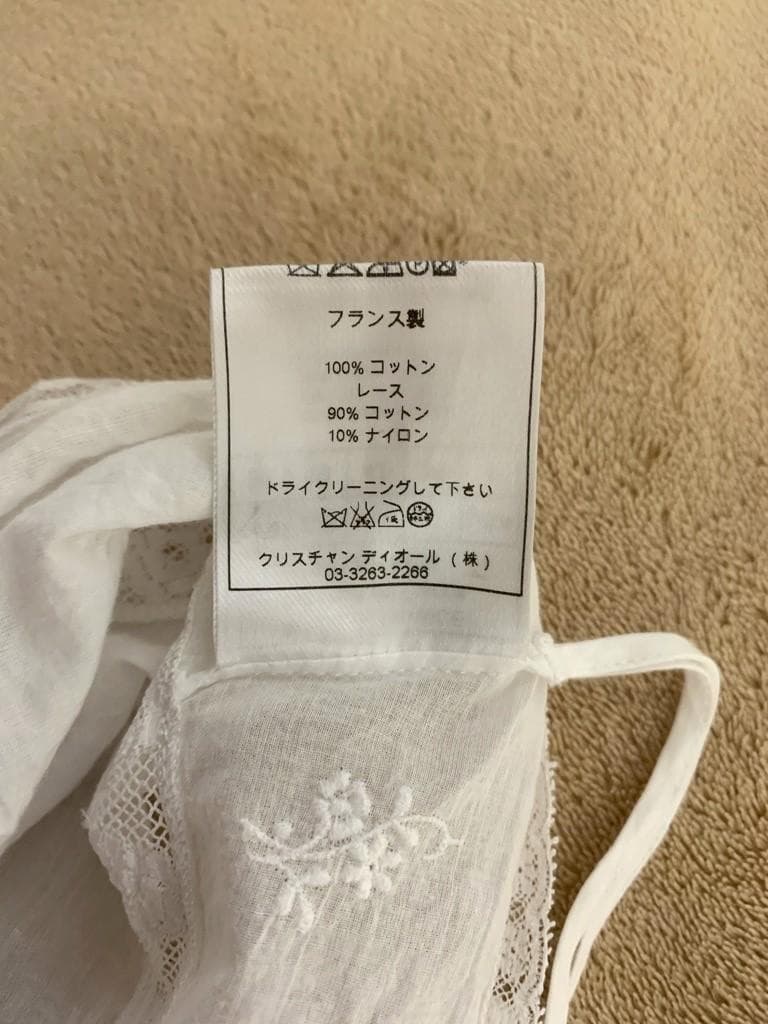 フランス製
100% コットン
レース
90% コットン
10% ナイロン
ドライクリーニングして下さい
クリスチャン ディオール (株)
03-3263-2266